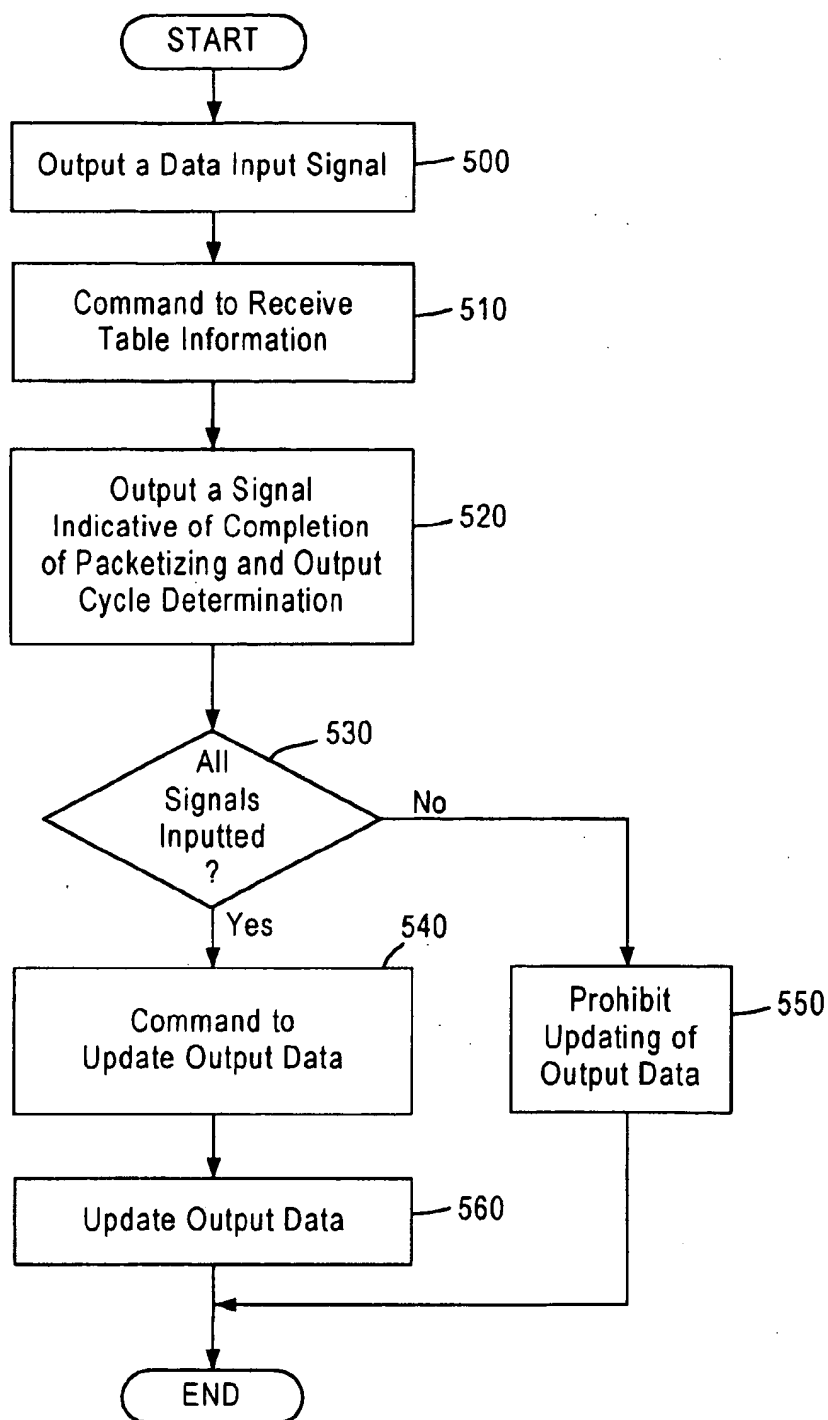 START
Output a Data Input Signal
500
Command to Receive
Table Information
510
Output a Signal
Indicative of Completion
of Packetizing and Output
Cycle Determination
520
530
All
Signals
Inputted
?
No
Yes
540
Command to
Update Output Data
Prohibit
Updating of
Output Data
550
Update Output Data
560
END